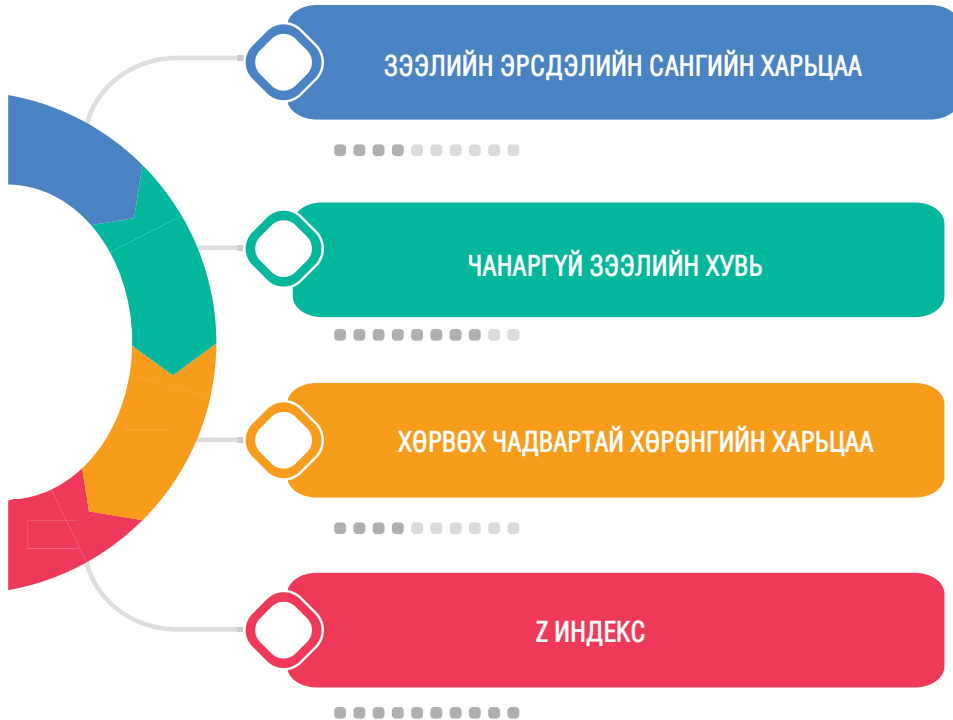 ЗЭЭЛИЙН ЭРСДЭЛИЙН САНГИЙН ХАРЬЦАА
ЧАНАРГҮЙ ЗЭЭЛИЙН ХУВЬ
ХӨРВӨХ ЧАДВАРТАЙ ХӨРӨНГИЙН ХАРЬЦАА
Z ИНДЕКС